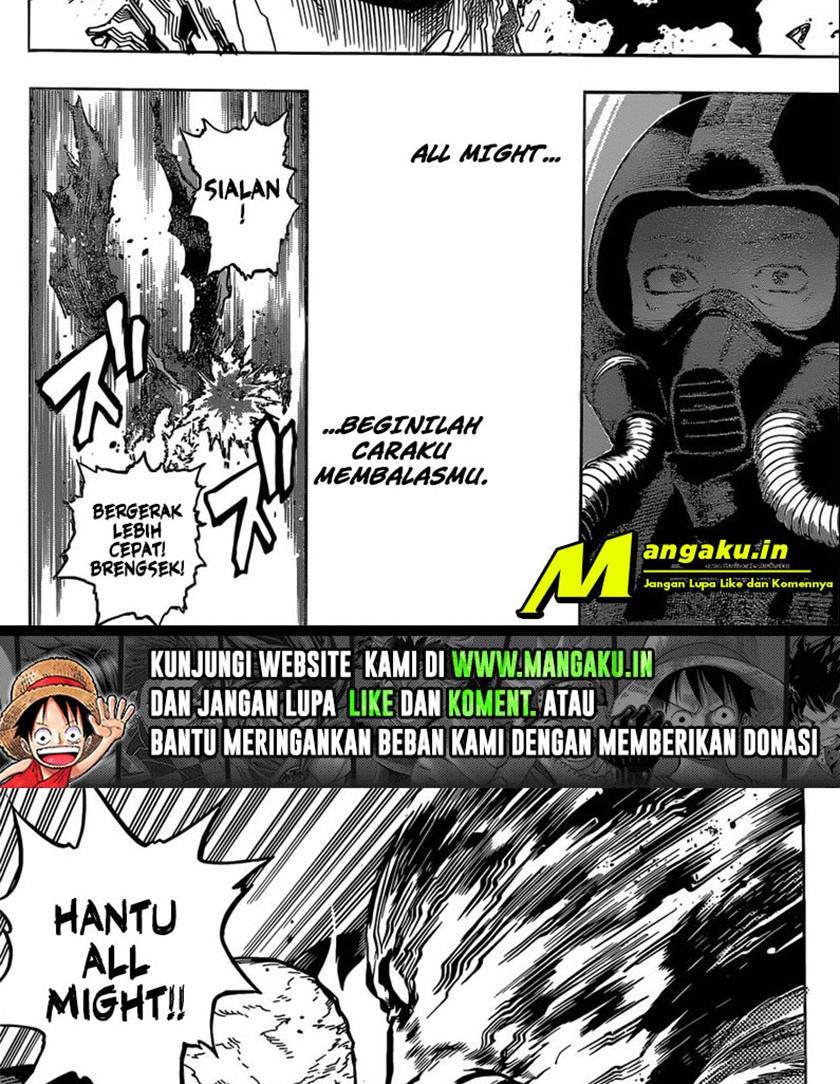 ALL MIGHT...
SIALAN
!
ズズ
...BEGINILAH
CARAKU
MEMBALASMU.
BERGERAK
LEBIH
CEPAT!
BRENGSEK!
Mangaku.in
Jangan Lupa Like dan Komennya
KUNJUNGI WEBSITE KAMI DI WWW.MANGAKU.IN
DAN JANGAN LUPA LIKE DAN KOMENT. ATAU
BANTU MERINGANKAN BEBAN KAMI DENGAN MEMBERIKAN DONASI
HANTU
ALL
MIGHT!!